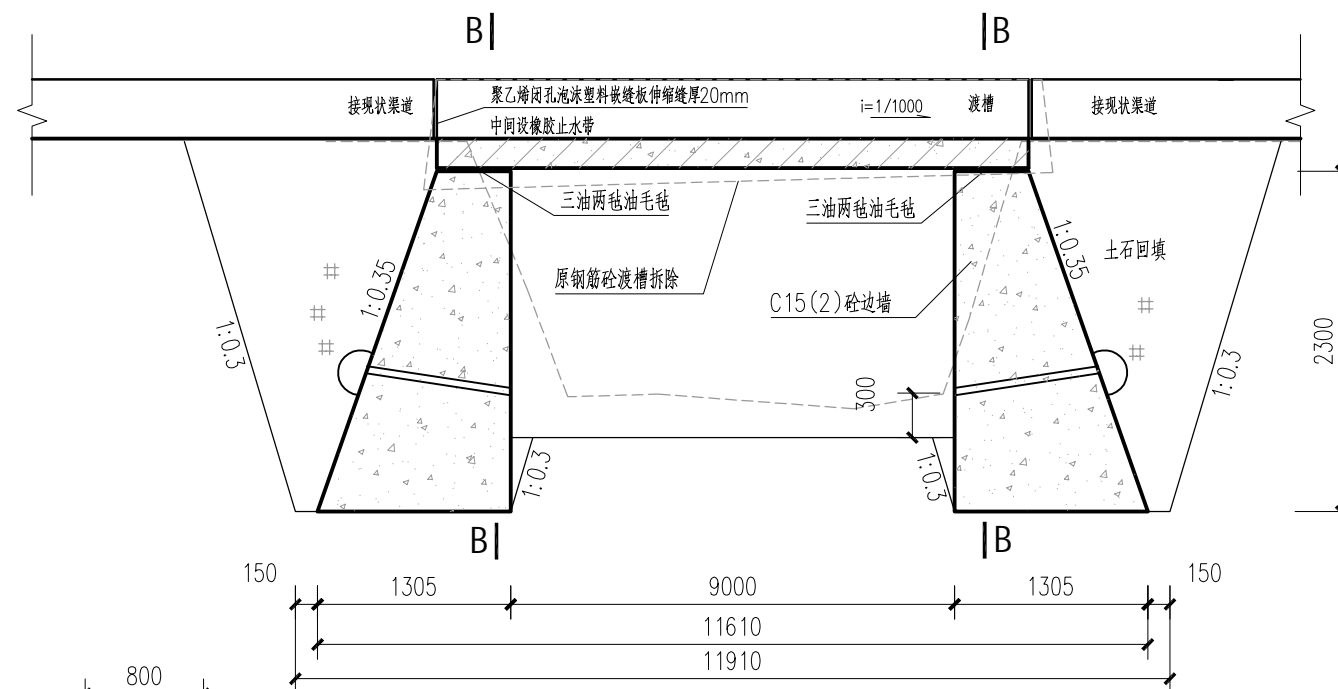 B
B
接现状渠道
聚乙烯闭孔泡沫塑料嵌缝板伸缩缝厚20mm
中间设橡胶止水带
i=1/1000
渡槽
接现状渠道
三油两毡油毛毡
三油两毡油毛毡
原钢筋砼渡槽拆除
C15(2)砼边墙
土石回填
1:0.35
1:0.35
1:0.3
1:0.3
300
2300
1:0.3
1:0.3
B
B
150
1305
9000
1305
150
11610
11910
800